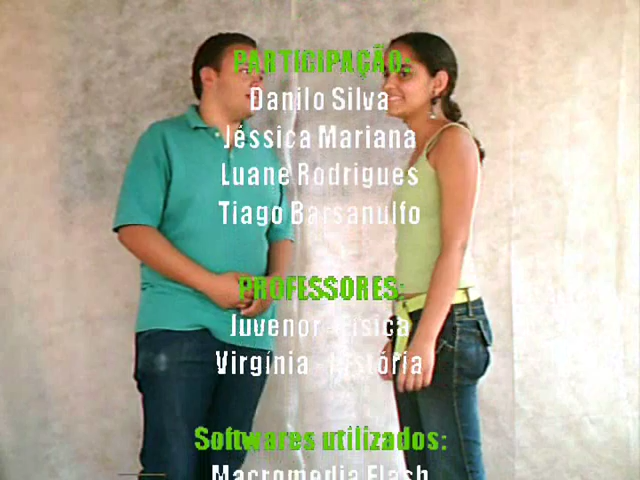 PARTICIPAÇÃO:
Danilo Silva
Jéssica Mariana
Luane Rodrigues
Tiago Barsanulfo
PROFESSORES:
Juvenor - Física
Virgínia - História
Softwares utilizados:
Macromedia Flash